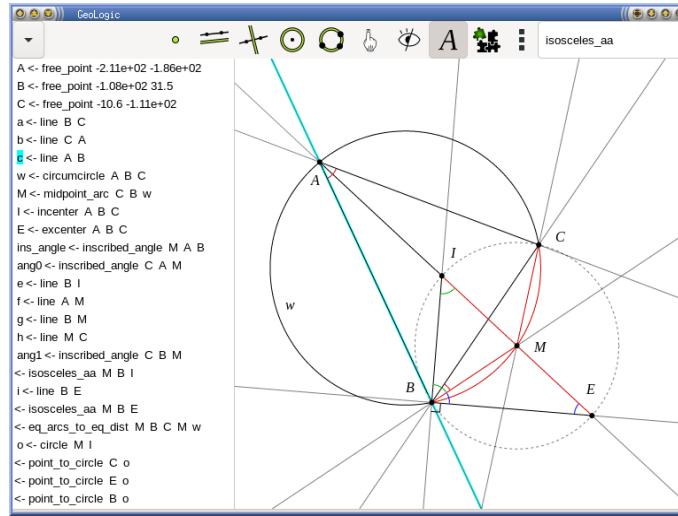 GeoLogic
A
isosceles_aa
A <- free_point -2.11e+02 -1.86e+02
B <- free_point -1.08e+02 31.5
C <- free_point -10.6 -1.11e+02
a <- line B C
b <- line C A
c <- line A B
w <- circumcircle A B C
M <- midpoint_arc C B w
I <- incenter A B C
E <- excenter A B C
ins_angle <- inscribed_angle M A B
ang0 <- inscribed_angle C A M
e <- line B I
f <- line A M
g <- line B M
h <- line M C
ang1 <- inscribed_angle C B M
<- isosceles_aa M B I
i <- line B E
<- isosceles_aa M B E
<- eq_arcs_to_eq_dist M B C M w
o <- circle M I
<- point_to_circle C o
<- point_to_circle E o
<- point_to_circle B o
A
C
I
w
M
B
E